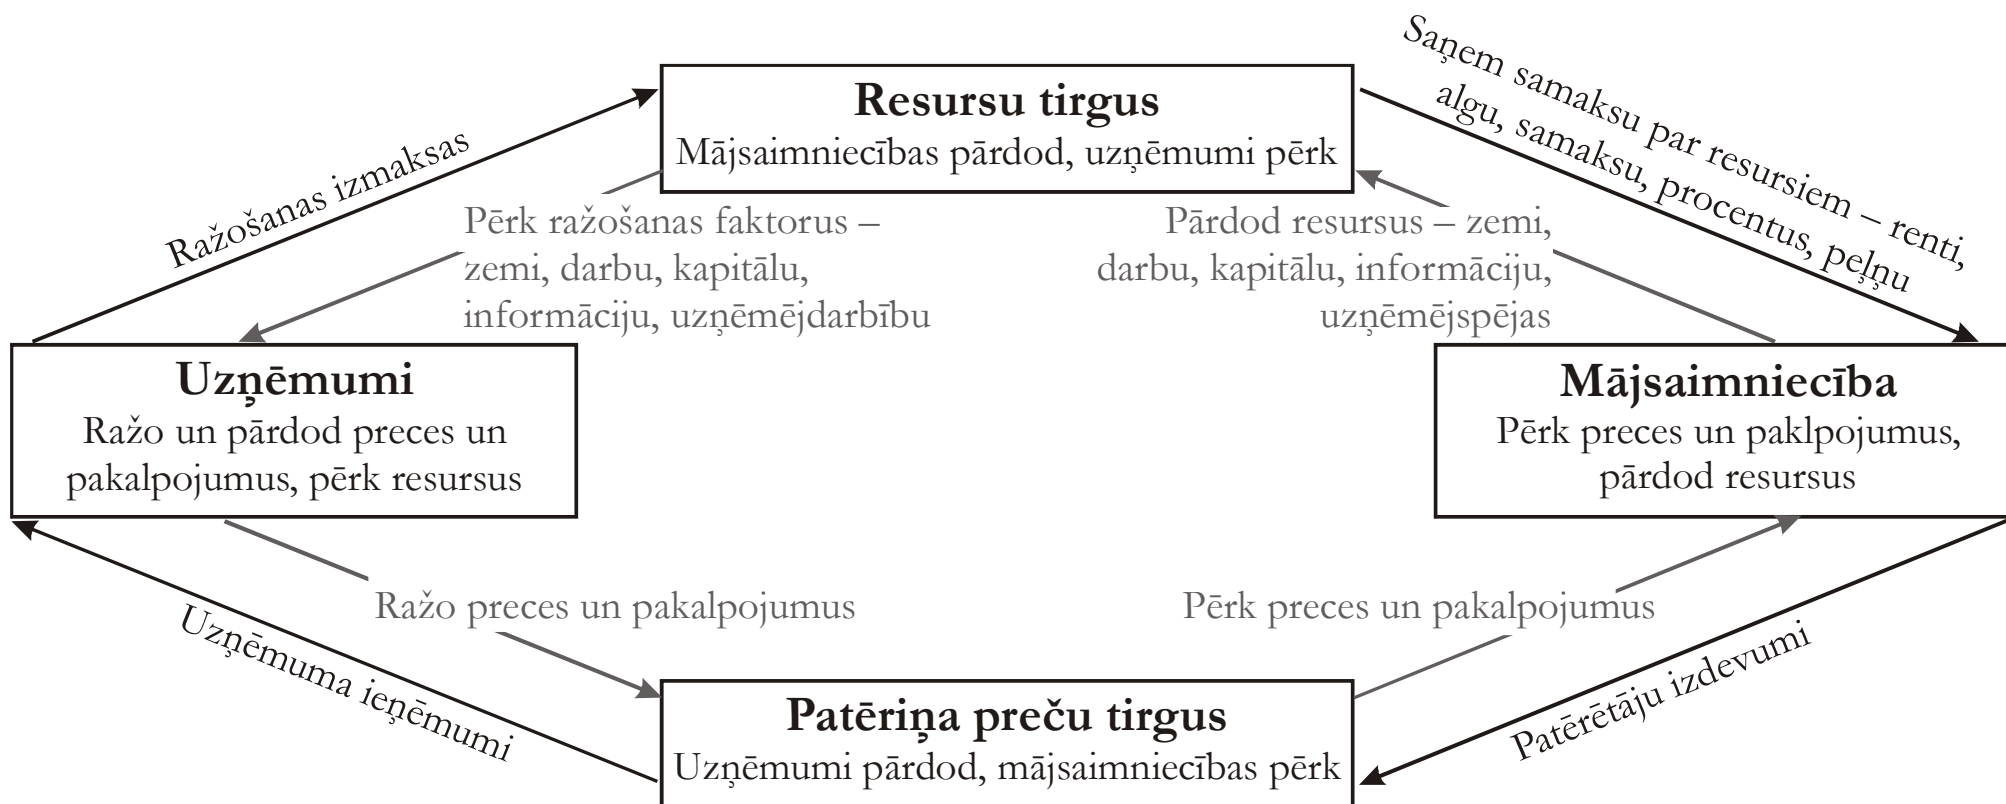 Resursu tirgus
Mājsaimniecības pārdod, uzņēmumi pērk
Saņem samaksu par resursiem – renti,
algu, samaksu, procentus, peļņu
Ražošanas izmaksas
Pērk ražošanas faktorus –
zemi, darbu, kapitālu,
informāciju, uzņēmējdarbību
Pārdod resursus – zemi,
darbu, kapitālu, informāciju,
uzņēmējspējas
Uzņēmumi
Ražo un pārdod preces un
pakalpojumus, pērk resursus
Mājsaimniecība
Pērk preces un paklpojumus,
pārdod resursus
Ražo preces un pakalpojumus
Pērk preces un pakalpojumus
Uzņēmuma ieņēmumi
Patērētāju izdevumi
Patēriņa preču tirgus
Uzņēmumi pārdod, mājsaimniecības pērk